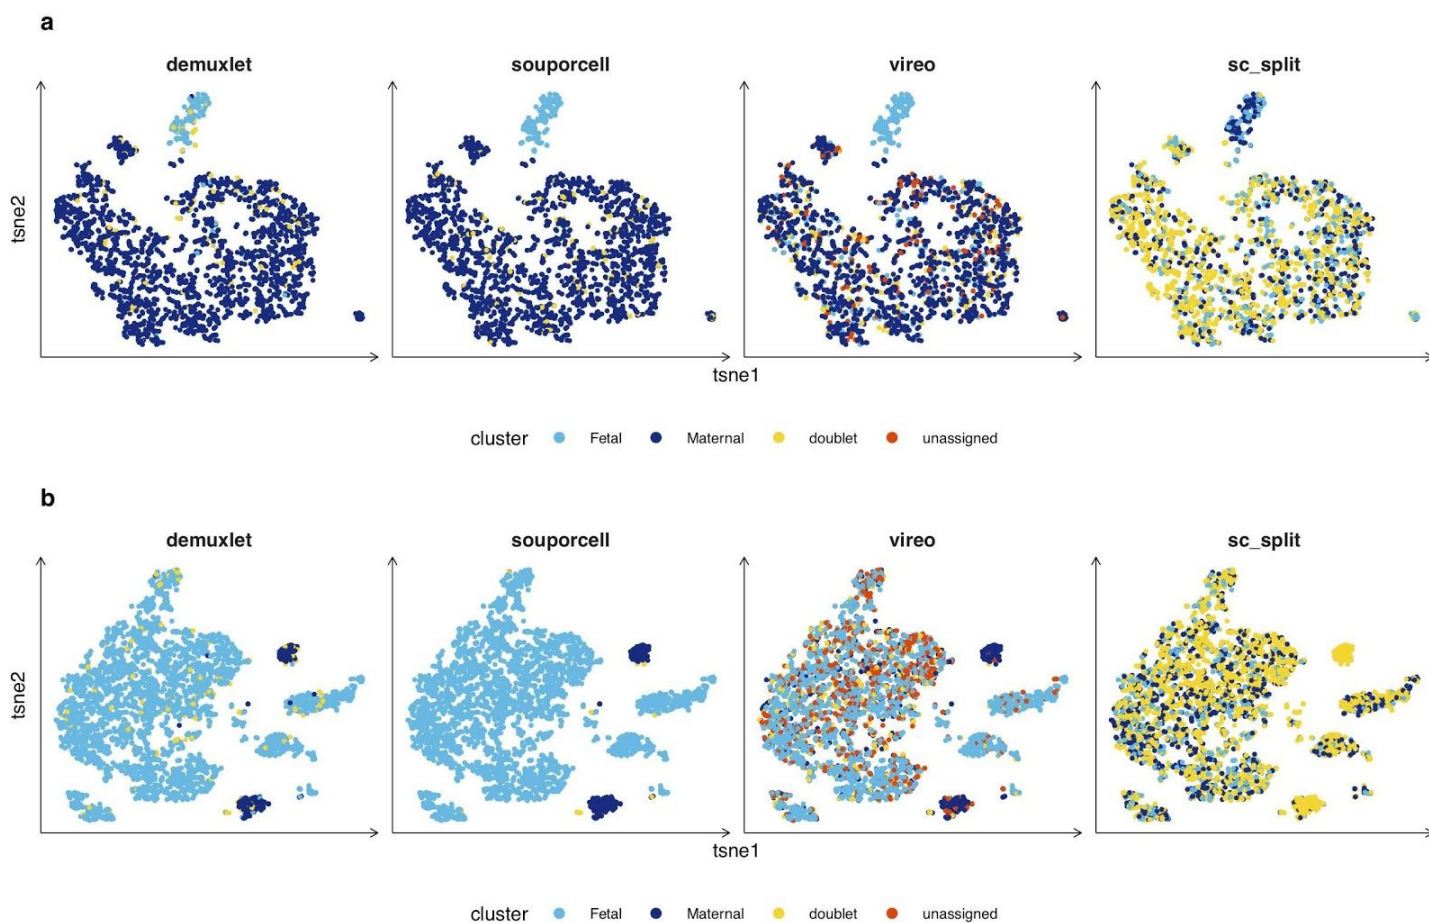 a
demuxlet souporcell vireo sc_split
tsne2
tsne1
cluster Fetal Maternal doublet unassigned
b
demuxlet souporcell vireo sc_split
tsne2
tsne1
cluster Fetal Maternal doublet unassigned